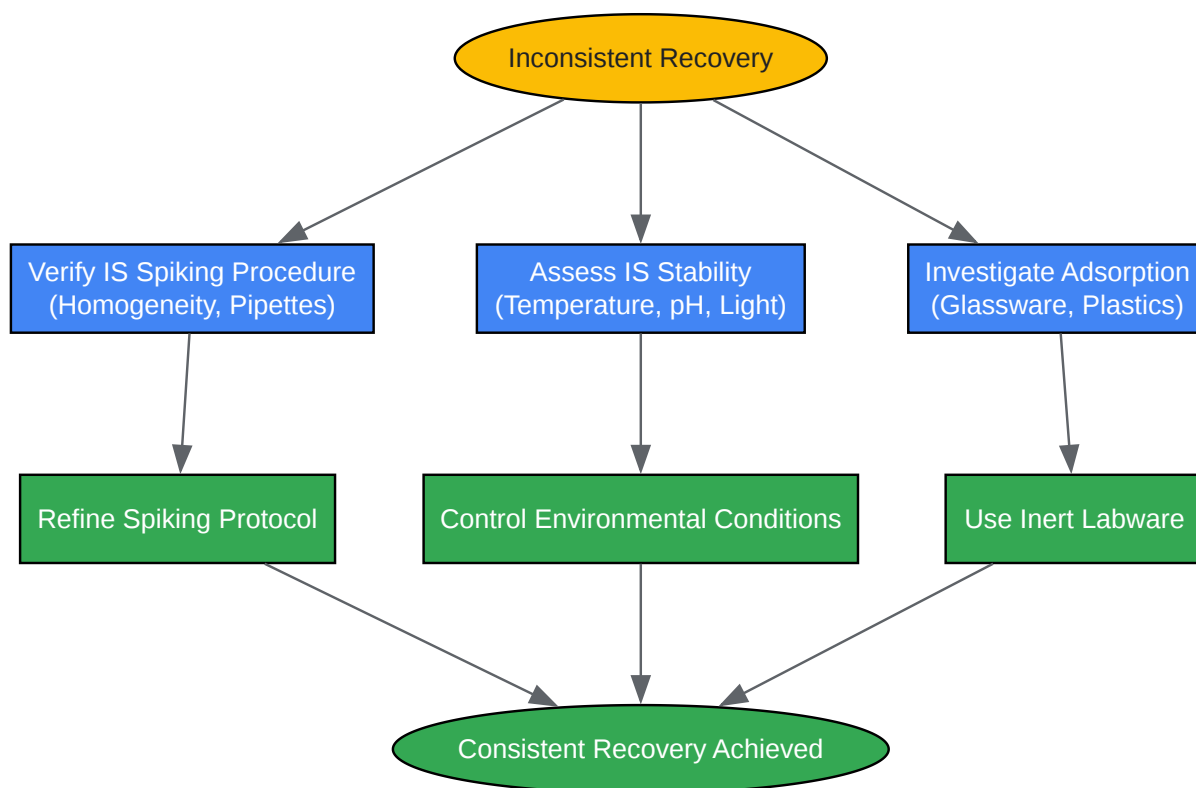 Inconsistent Recovery
Verify IS Spiking Procedure
(Homogeneity, Pipettes)
Assess IS Stability
(Temperature, pH, Light)
Investigate Adsorption
(Glassware, Plastics)
Refine Spiking Protocol
Control Environmental Conditions
Use Inert Labware
Consistent Recovery Achieved